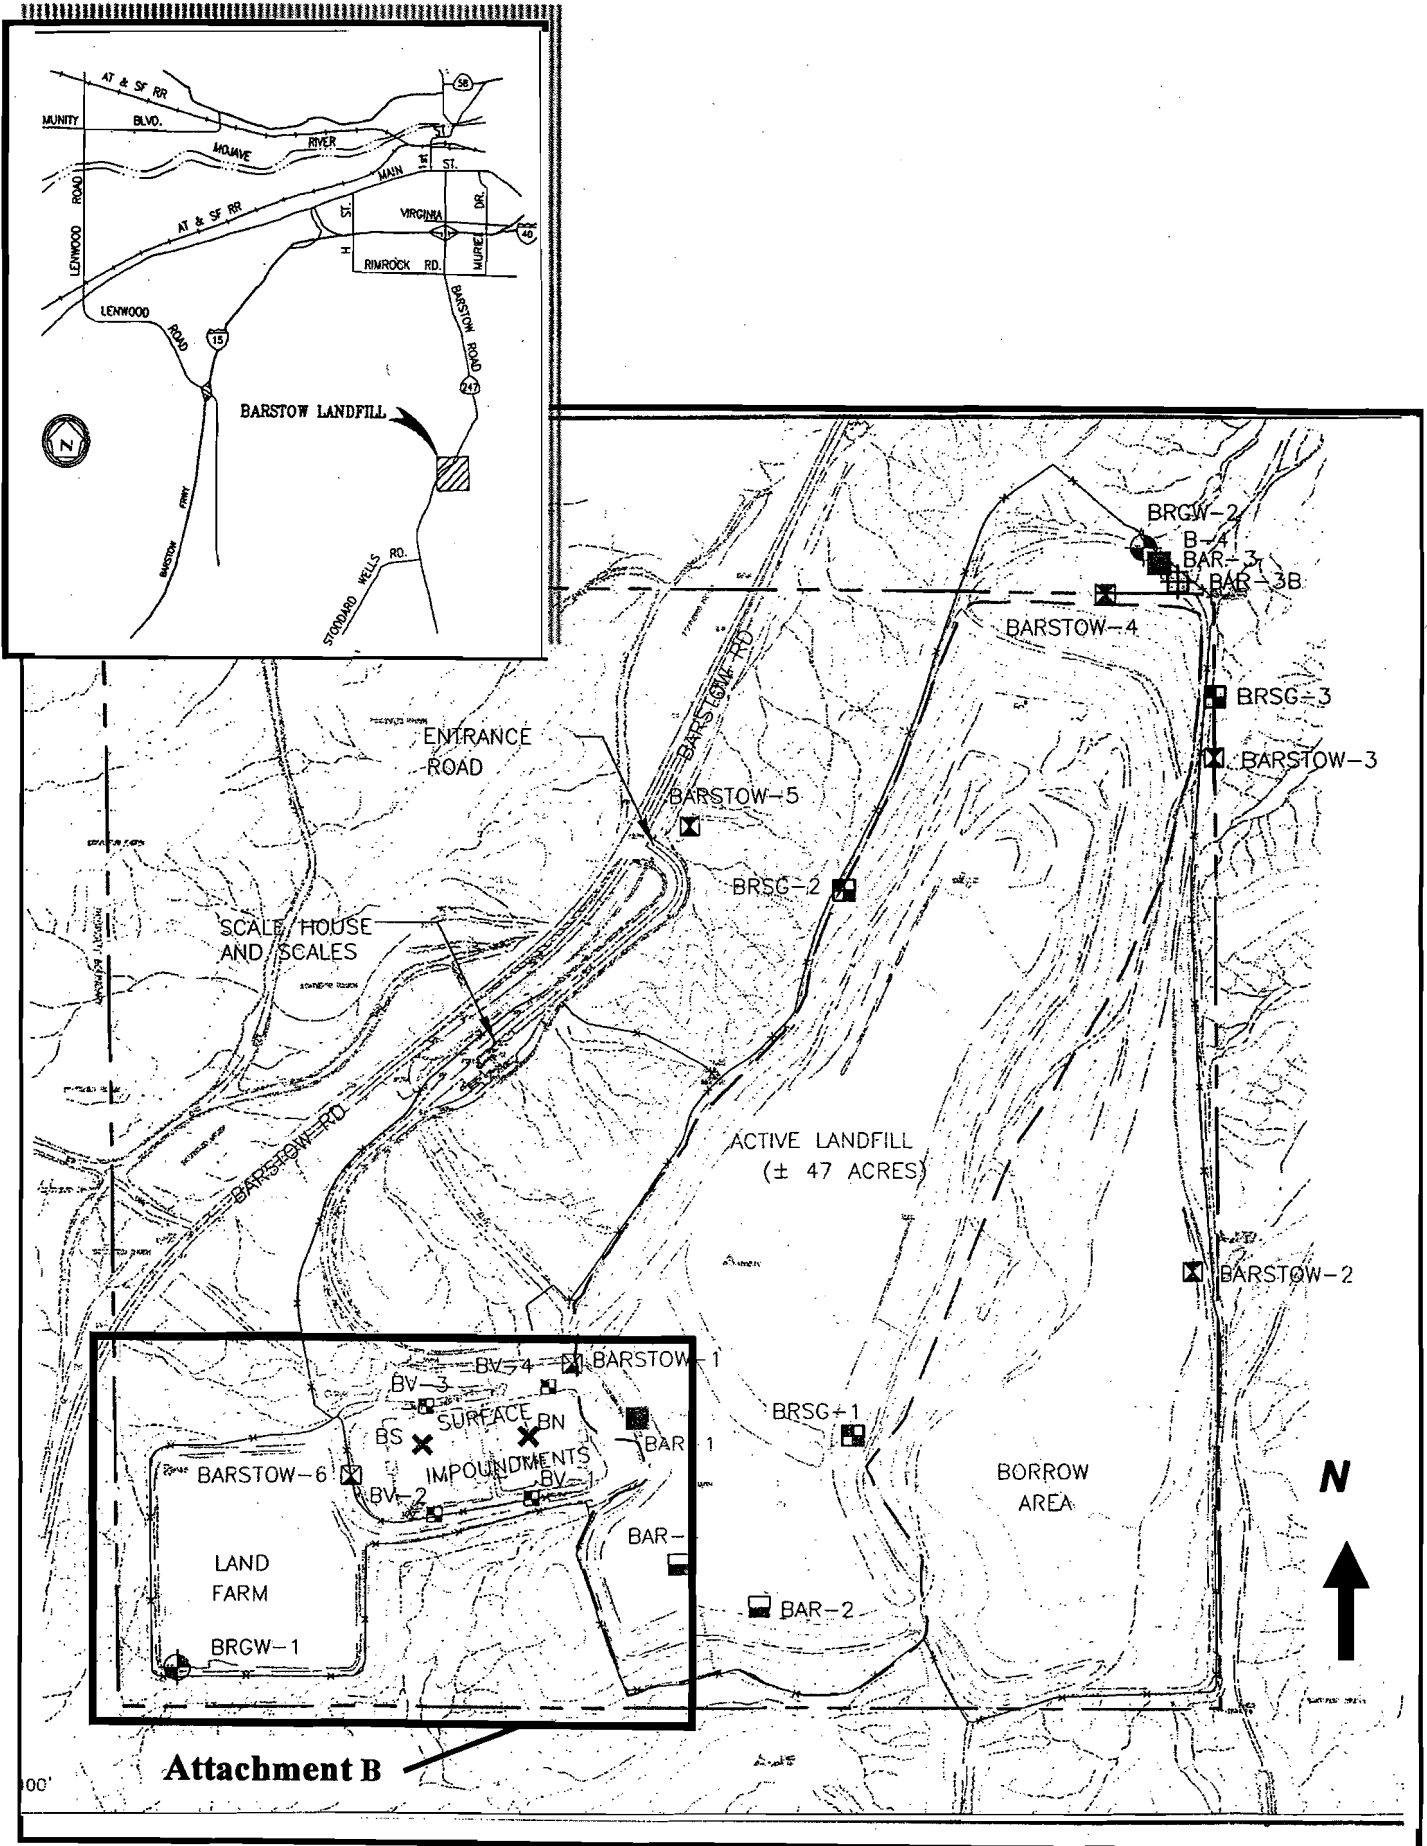 AT & SF RR
58
MUNITY BLVD.
MOJAVE RIVER
ST.
1st
MAIN ST.
LENWOOD ROAD
AT & SF RR
H ST.
VIRGINIA
MURIEL DR.
40
RIMROCK RD.
LENWOOD ROAD
15
BARSTOW ROAD
247
BARSTOW LANDFILL
N
BARSTOW FRWY
STODDARD WELLS RD.
BRGW-2
B-4
BAR-3
BAR-3B
BARSTOW-4
BRSG-3
BARSTOW RD
ENTRANCE
ROAD
BARSTOW-3
BARSTOW-5
BRSG-2
SCALE HOUSE
AND SCALES
BARSTOW RD
ACTIVE LANDFILL
(± 47 ACRES)
BARSTOW-2
BARSTOW-1
BV-4
BV-3
SURFACE
BN
BS
BAR-1
BRSG-1
IMPOUNDMENTS
BARSTOW-6
BV-1
BV-2
BORROW
AREA
N
BAR-
LAND
FARM
BAR-2
BRGW-1
Attachment B
00'